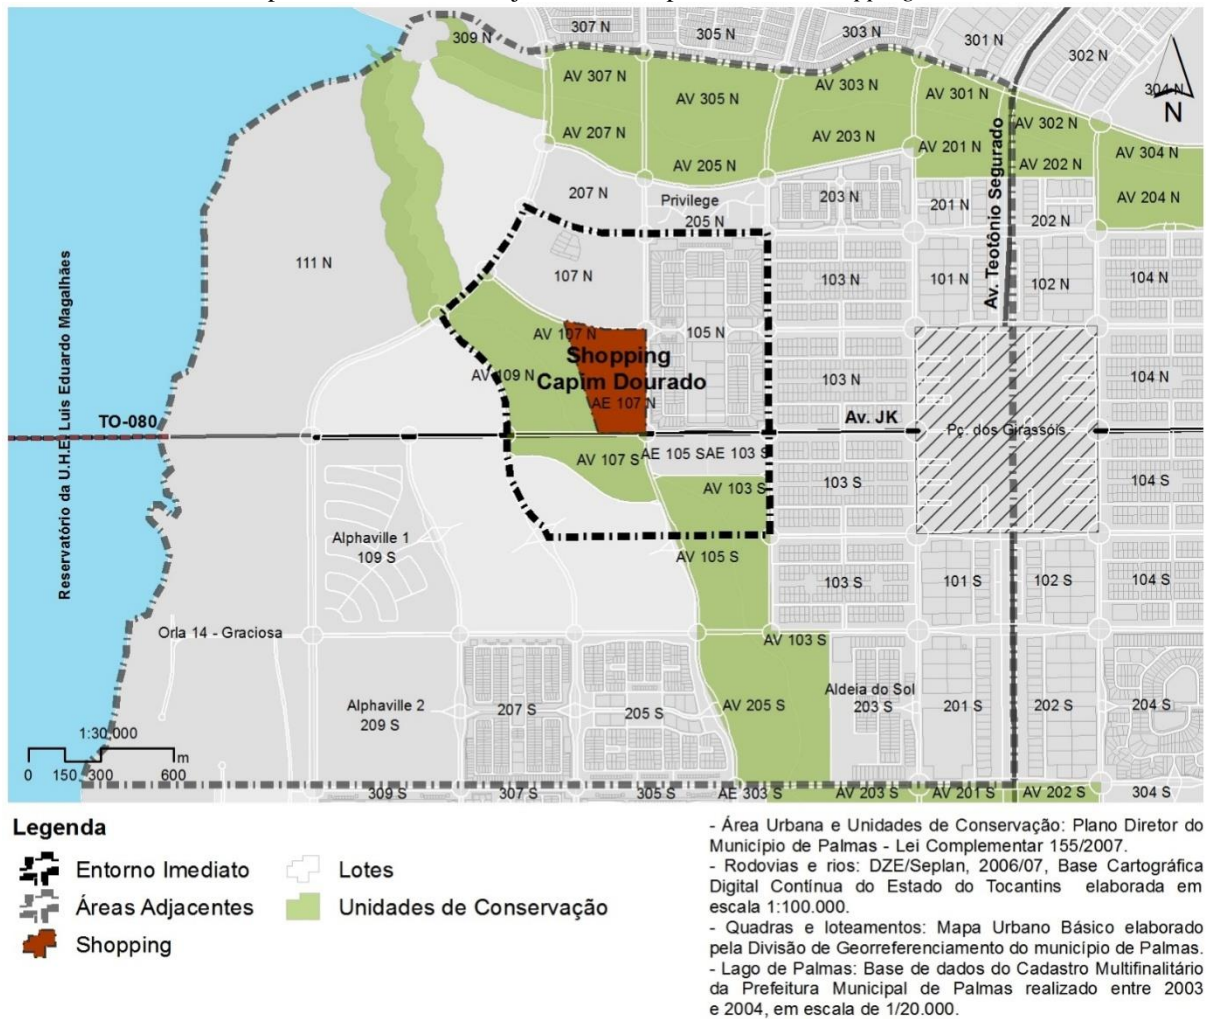 309 N
307 N
305 N
303 N
301 N
302 N
304 N
N
AV 307 N
AV 305 N
AV 303 N
AV 301 N
AV 302 N
AV 207 N
AV 205 N
AV 203 N
AV 201 N
AV 202 N
AV 304 N
AV 204 N
207 N
Privilege
205 N
203 N
201 N
202 N
Av. Teotônio Segurado
111 N
107 N
105 N
103 N
101 N
102 N
104 N
AV 107 N
Shopping
Capim Dourado
AV 109 N
AE 107 N
103 N
104 N
Reservatório da U.H.E. Luis Eduardo Magalhães
TO-080
Av. JK
Pç. dos Girassóis
AV 107 S
AE 105 S
AE 103 S
AV 103 S
103 S
104 S
Alphaville 1
109 S
AV 105 S
103 S
101 S
102 S
104 S
Orla 14 - Graciosa
AV 103 S
Alphaville 2
209 S
207 S
205 S
AV 205 S
Aldeia do Sol
203 S
201 S
202 S
204 S
1:30.000
m
0 150 300 600
309 S
307 S
305 S
AE 303 S
AV 203 S
AV 201 S
AV 202 S
304 S
Legenda
Entorno Imediato
Lotes
Áreas Adjacentes
Unidades de Conservação
Shopping
- Área Urbana e Unidades de Conservação: Plano Diretor do
Município de Palmas - Lei Complementar 155/2007.
- Rodovias e rios: DZE/Seplan, 2006/07, Base Cartográfica
Digital Contínua do Estado do Tocantins elaborada em
escala 1:100.000.
- Quadras e loteamentos: Mapa Urbano Básico elaborado
pela Divisão de Georreferenciamento do município de Palmas.
- Lago de Palmas: Base de dados do Cadastro Multifinalitário
da Prefeitura Municipal de Palmas realizado entre 2003
e 2004, em escala de 1/20.000.